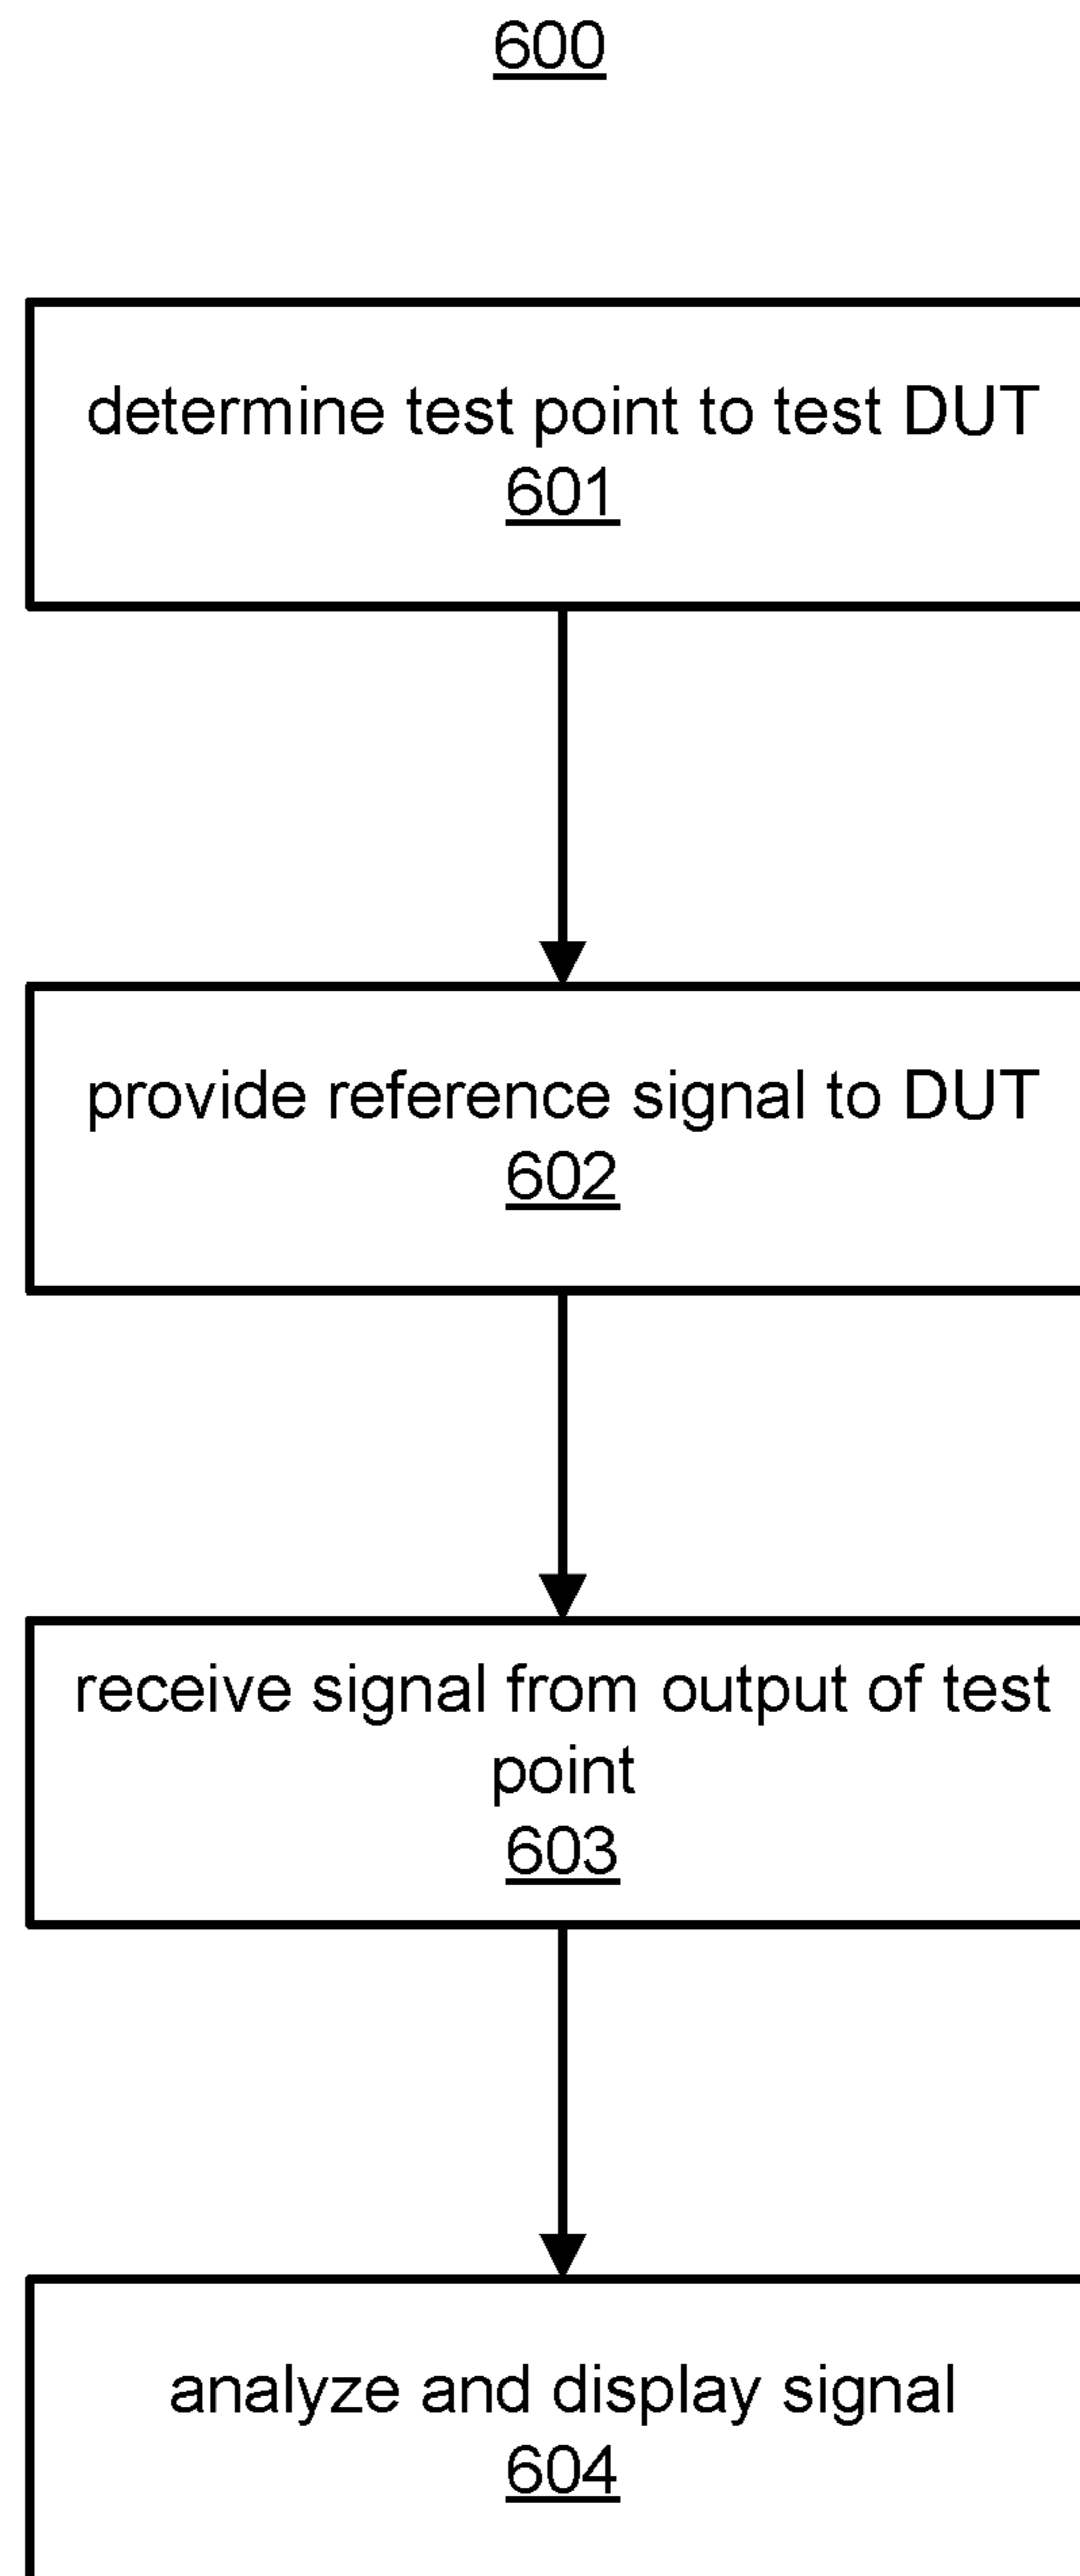 600
determine test point to test DUT
601
provide reference signal to DUT
602
receive signal from output of test
point
603
analyze and display signal
604